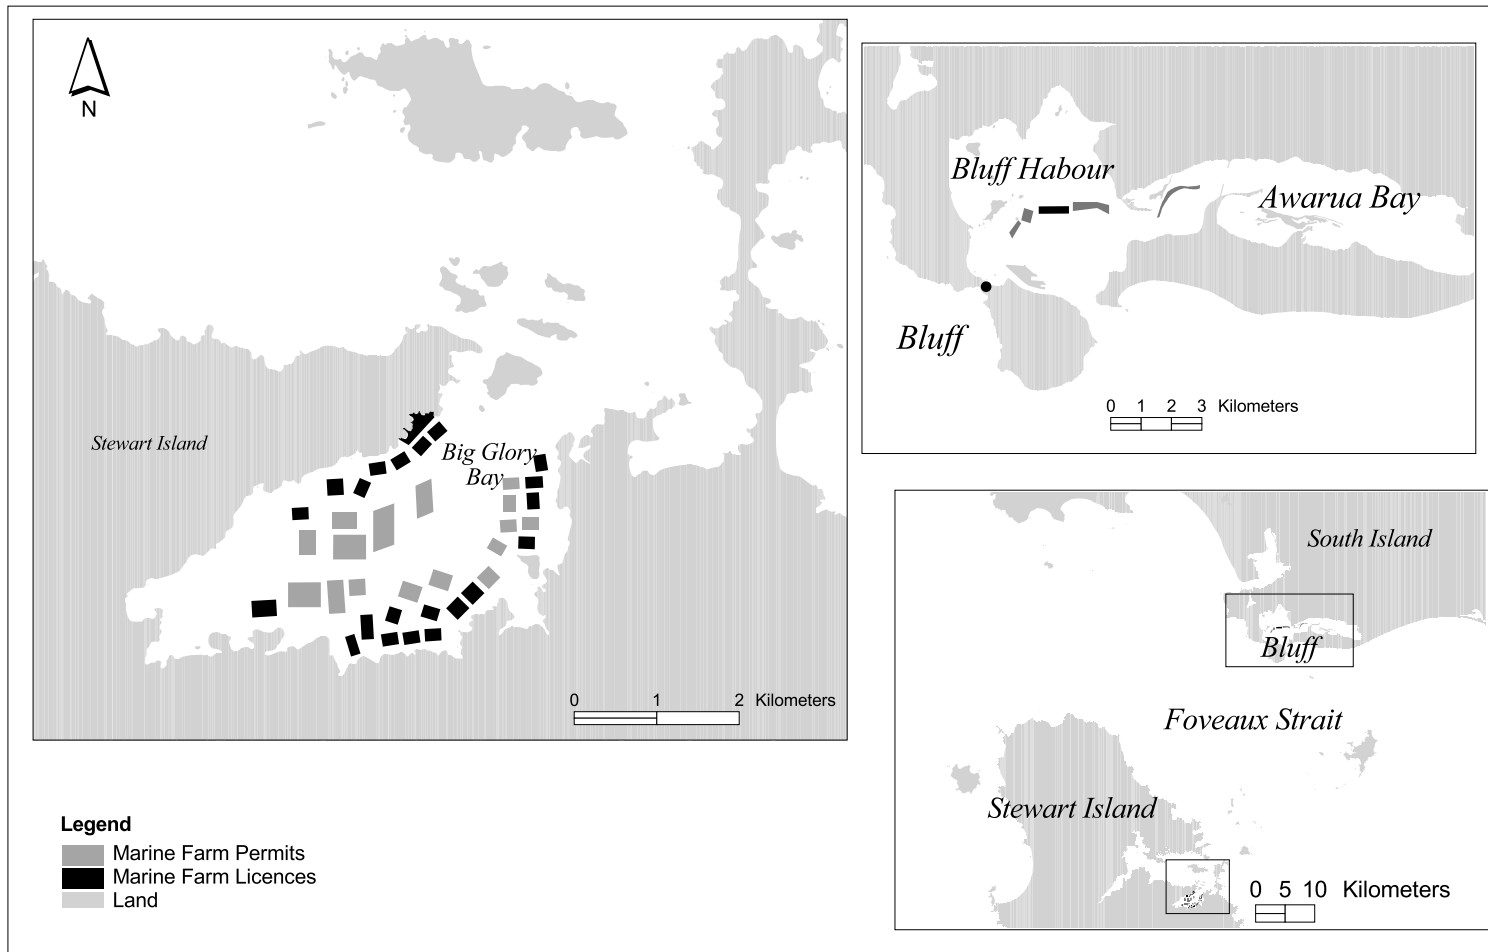 N
Stewart Island
Big Glory
Bay
0 1 2 Kilometers
Bluff Habour
Awarua Bay
Bluff
0 1 2 3 Kilometers
South Island
Bluff
Foveaux Strait
Stewart Island
0 5 10 Kilometers
Legend
Marine Farm Permits
Marine Farm Licences
Land